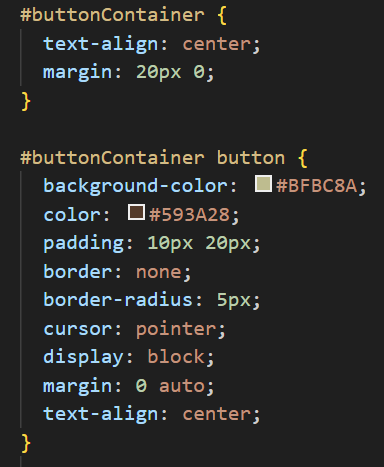 #buttonContainer {
text-align: center;
margin: 20px 0;
}
#buttonContainer button {
background-color: #BFBC8A;
color: #593A28;
padding: 10px 20px;
border: none;
border-radius: 5px;
cursor: pointer;
display: block;
margin: 0 auto;
text-align: center;
}